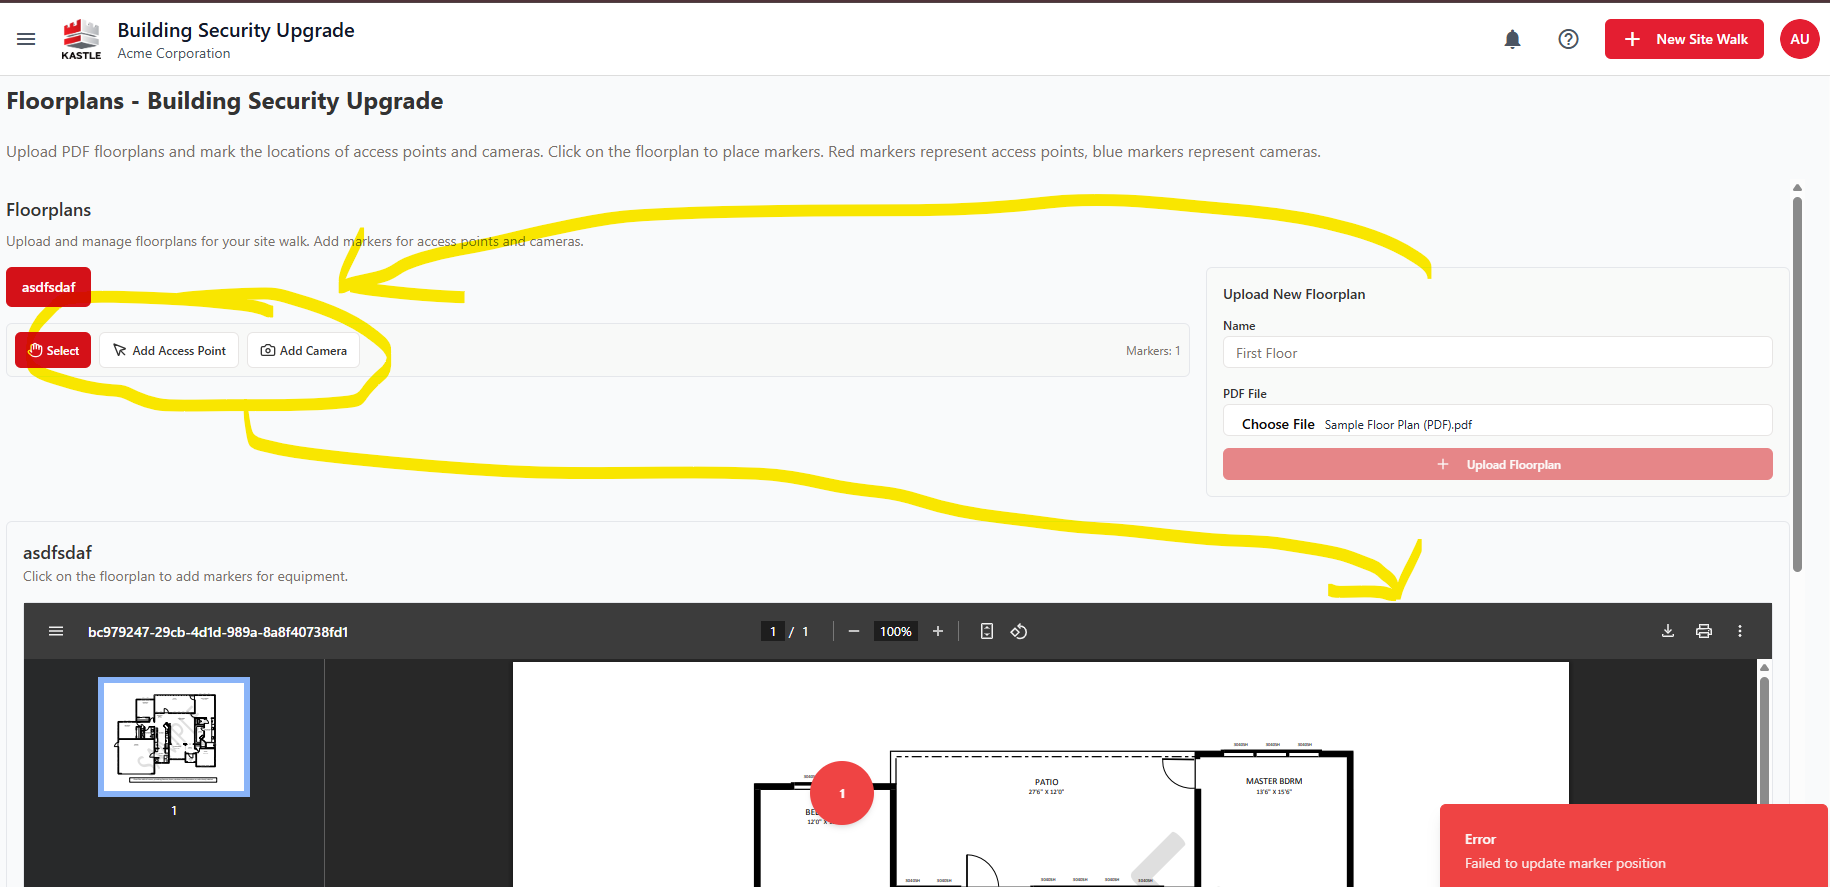 KASTLE
Building Security Upgrade
Acme Corporation
New Site Walk
AU
Floorplans - Building Security Upgrade
Upload PDF floorplans and mark the locations of access points and cameras. Click on the floorplan to place markers. Red markers represent access points, blue markers represent cameras.
Floorplans
Upload and manage floorplans for your site walk. Add markers for access points and cameras.
asdfsdaf
Select
Add Access Point
Add Camera
Markers: 1
Upload New Floorplan
Name
First Floor
PDF File
Choose File Sample Floor Plan (PDF).pdf
Upload Floorplan
asdfsdaf
Click on the floorplan to add markers for equipment.
bc979247-29cb-4d1d-989a-8a8f40738fd1
1 / 1
100%
1
1
PATIO
27'6" X 12'0"
MASTER BDRM
13'6" X 15'6"
Error
Failed to update marker position